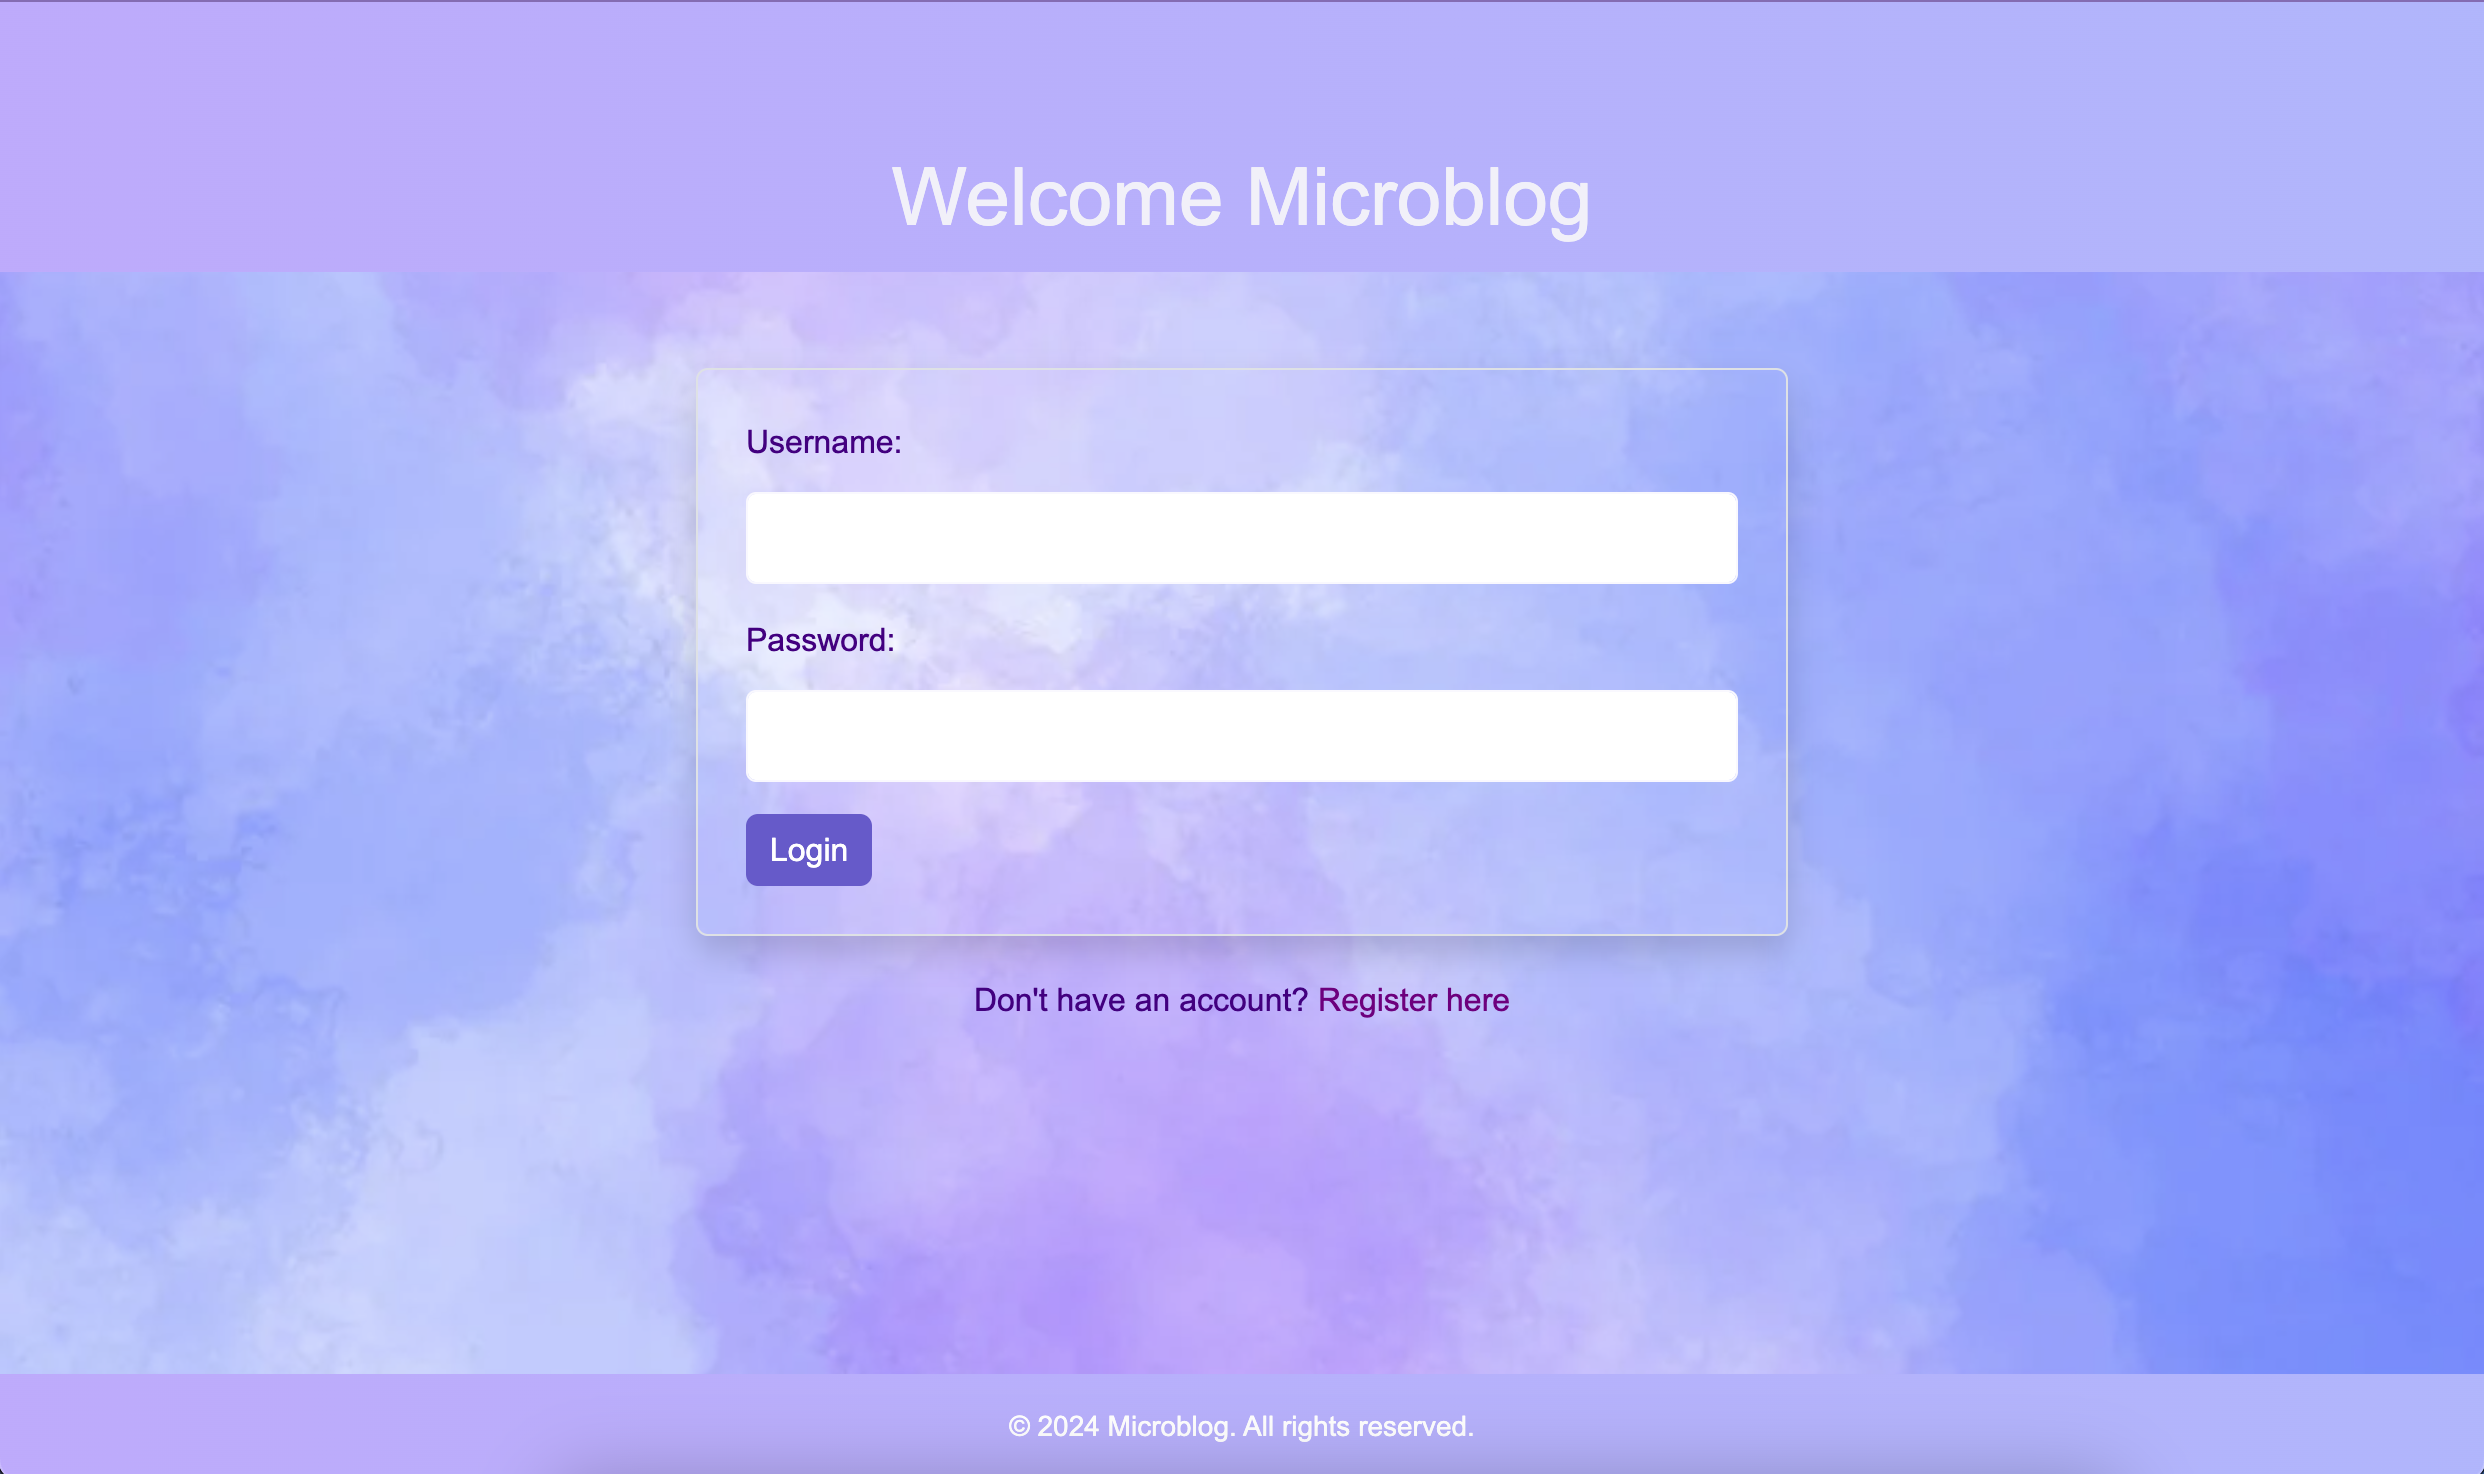 Welcome Microblog
Username:
Password:
Login
Don't have an account? Register here
© 2024 Microblog. All rights reserved.